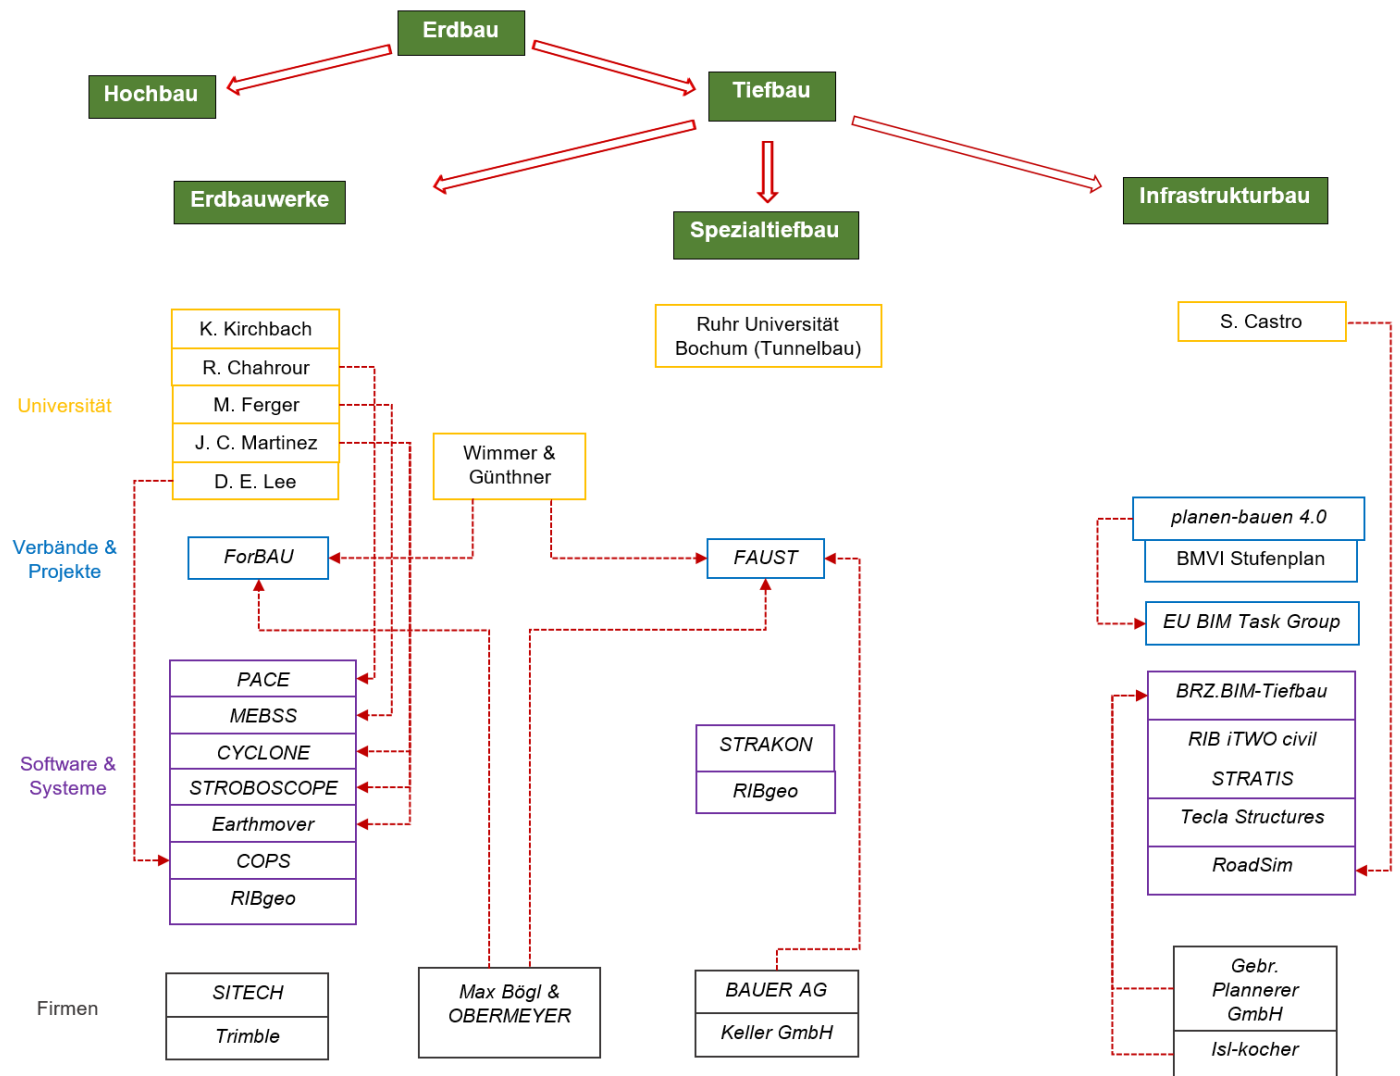 Erdbau
Hochbau
Tiefbau
Erdbauwerke
Spezialtiefbau
Infrastrukturbau
Universität
K. Kirchbach
R. Chahrour
M. Ferger
J. C. Martinez
D. E. Lee
Wimmer &
Günthner
Ruhr Universität
Bochum (Tunnelbau)
S. Castro
Verbände &
Projekte
ForBAU
FAUST
planen-bauen 4.0
BMVI Stufenplan
EU BIM Task Group
Software &
Systeme
PACE
MEBSS
CYCLONE
STROBOSCOPE
Earthmover
COPS
RIBgeo
STRAKON
RIBgeo
BRZ.BIM-Tiefbau
RIB iTWO civil
STRATIS
Tecla Structures
RoadSim
Firmen
SITECH
Trimble
Max Bögl &
OBERMEYER
BAUER AG
Keller GmbH
Gebr.
Plannerer
GmbH
Isl-kocher